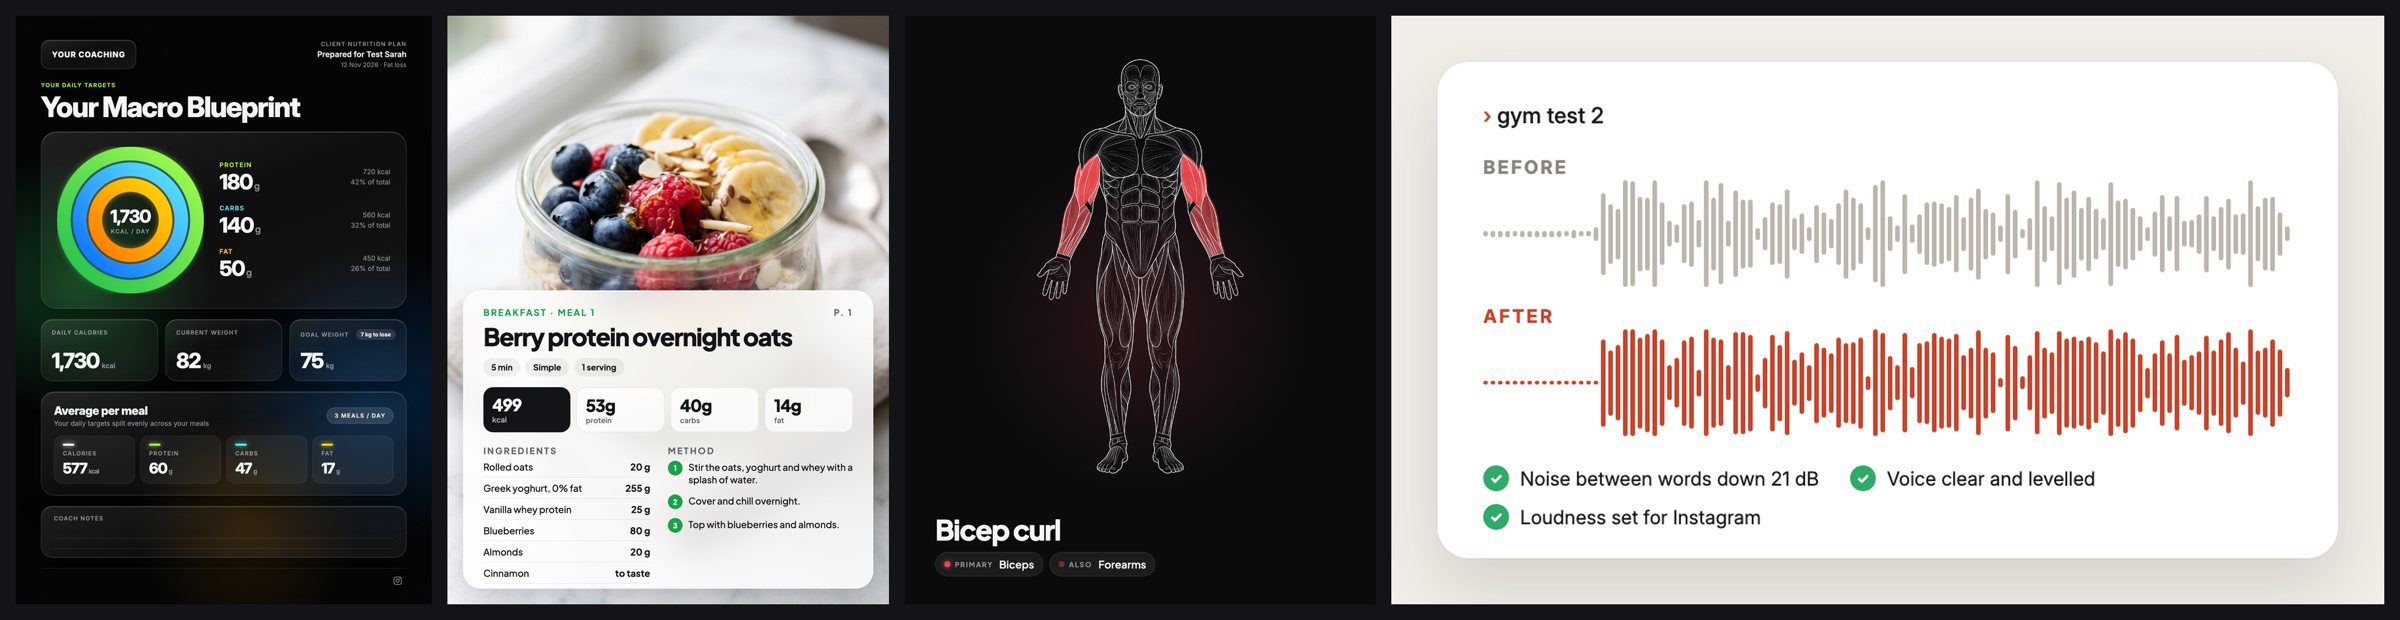 YOUR COACHING
CLIENT NUTRITION PLAN
Prepared for Test Sarah
12 Nov 2026 · Fat loss
YOUR DAILY TARGETS
Your Macro Blueprint
1,730
KCAL / DAY
PROTEIN
180 g
720 kcal
42% of total
CARBS
140 g
560 kcal
32% of total
FAT
50 g
450 kcal
26% of total
DAILY CALORIES
1,730 kcal
CURRENT WEIGHT
82 kg
GOAL WEIGHT
7 kg to lose
75 kg
Average per meal
Your daily targets split evenly across your meals
3 MEALS / DAY
CALORIES
577 kcal
PROTEIN
60 g
CARBS
47 g
FAT
17 g
COACH NOTES
BREAKFAST · MEAL 1
P. 1
Berry protein overnight oats
5 min
Simple
1 serving
499
kcal
53g
protein
40g
carbs
14g
fat
INGREDIENTS
Rolled oats 20 g
Greek yoghurt, 0% fat 255 g
Vanilla whey protein 25 g
Blueberries 80 g
Almonds 20 g
Cinnamon to taste
METHOD
1 Stir the oats, yoghurt and whey with a
splash of water.
2 Cover and chill overnight.
3 Top with blueberries and almonds.
Bicep curl
PRIMARY Biceps
ALSO Forearms
› gym test 2
BEFORE
AFTER
Noise between words down 21 dB
Voice clear and levelled
Loudness set for Instagram